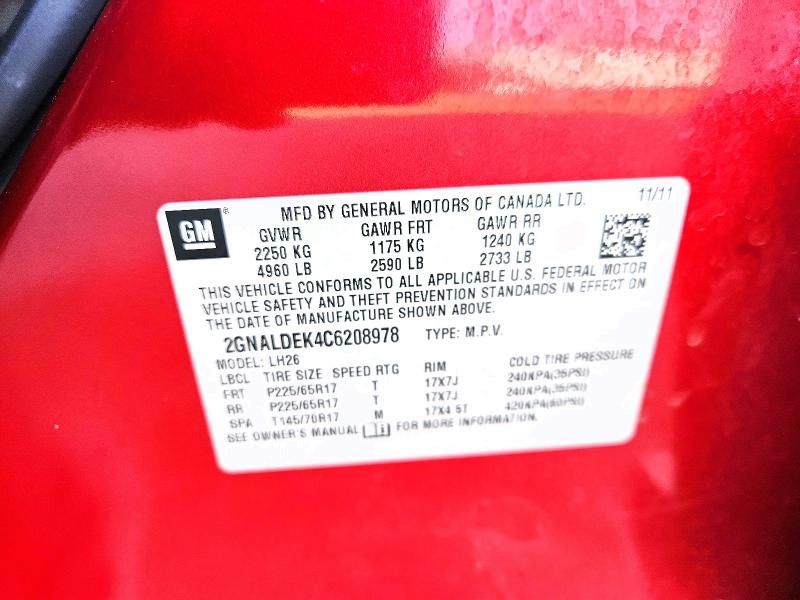 GM ® MFD BY GENERAL MOTORS OF CANADA LTD. 11/11
GVWR GAWR FRT GAWR RR
2250 KG 1175 KG 1240 KG
4960 LB 2590 LB 2733 LB
THIS VEHICLE CONFORMS TO ALL APPLICABLE U.S. FEDERAL MOTOR
VEHICLE SAFETY AND THEFT PREVENTION STANDARDS IN EFFECT ON
THE DATE OF MANUFACTURE SHOWN ABOVE.
2GNALDEK4C6208978 TYPE: M.P.V.
MODEL: LH26
LBCL TIRE SIZE SPEED RTG RIM COLD TIRE PRESSURE
FRT P225/65R17 T 17X7J 240KPA(35PSI)
RR P225/65R17 T 17X7J 240KPA(35PSI)
SPA T145/70R17 M 17X4 5T 420KPA(60PSI)
SEE OWNER'S MANUAL FOR MORE INFORMATION.